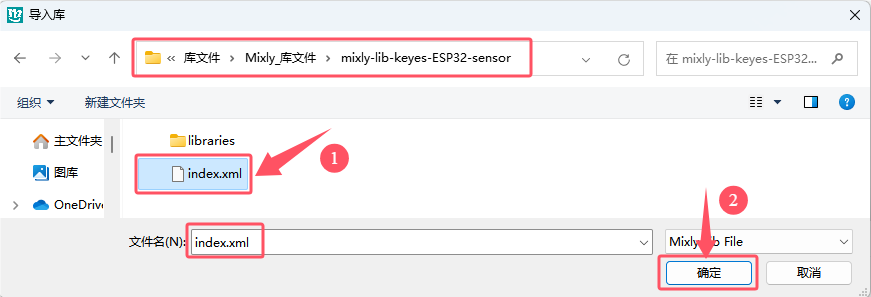 导入库
« 库文件 > Mixly_库文件 > mixly-lib-keyes-ESP32-sensor
在 mixly-lib-keyes-ESP32...
组织 新建文件夹
主文件夹
libraries
1
index.xml
图库
OneDrive
2
文件名(N): index.xml
Mixly File
确定 取消